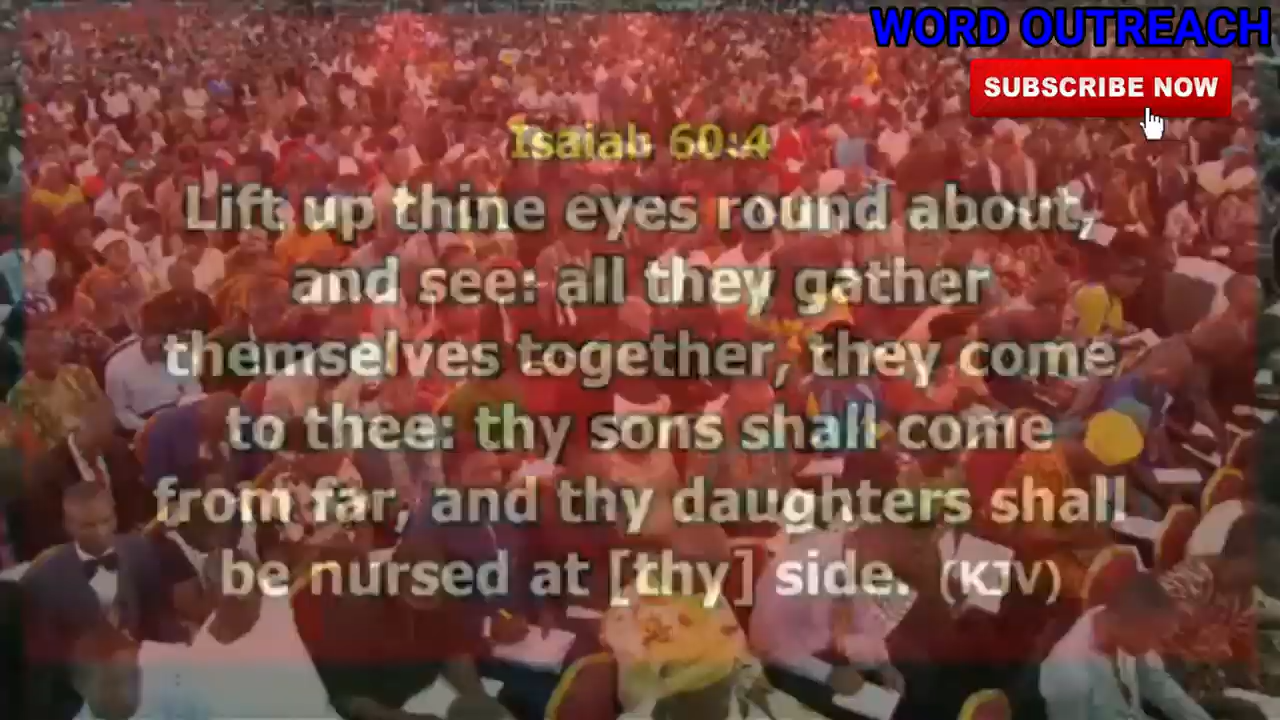 WORD OUTREACH
SUBSCRIBE NOW
Isaiah 60:4
Lift up thine eyes round about,
and see: all they gather
themselves together, they come
to thee: thy sons shall come
from far, and thy daughters shall
be nursed at [thy] side. (KJV)